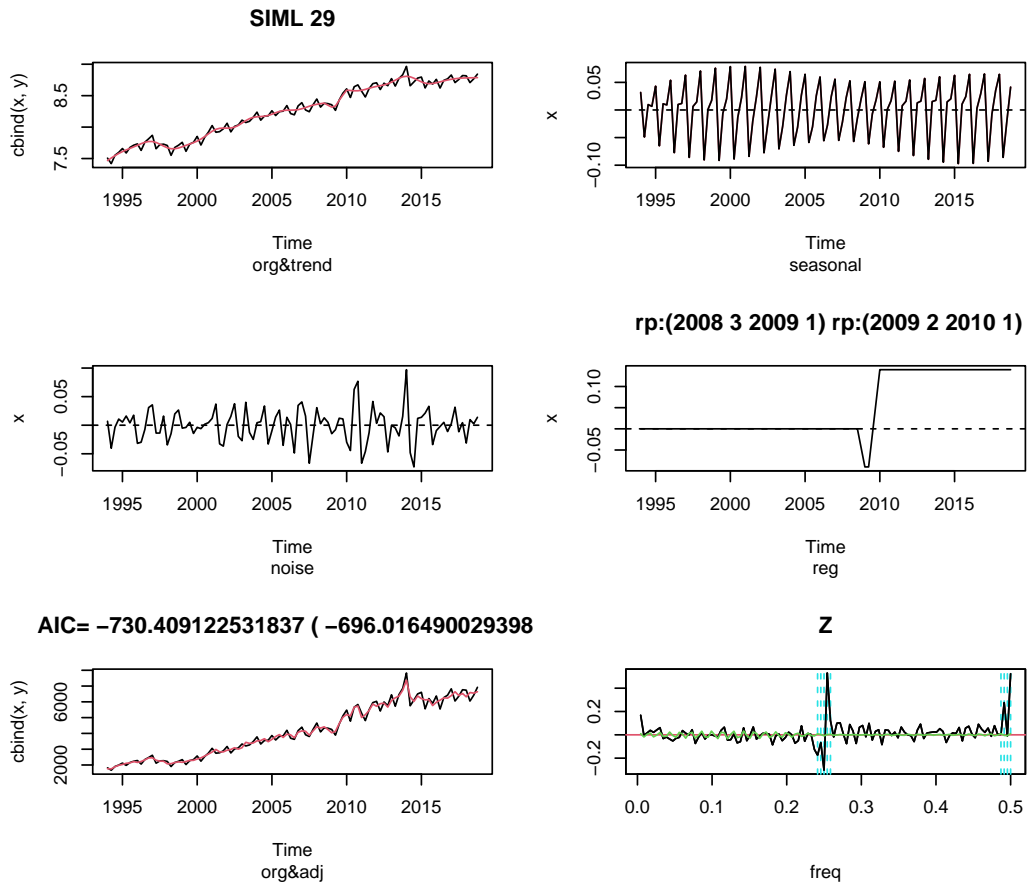 SIML 29
cbind(x, y)
7.5 8.5
1995 2000 2005 2010 2015
Time
org&trend
x
−0.10 0.05
1995 2000 2005 2010 2015
Time
seasonal
x
−0.05 0.05
1995 2000 2005 2010 2015
Time
noise
rp:(2008 3 2009 1) rp:(2009 2 2010 1)
x
−0.05 0.10
1995 2000 2005 2010 2015
Time
reg
AIC= −730.409122531837 ( −696.016490029398
cbind(x, y)
2000 6000
1995 2000 2005 2010 2015
Time
org&adj
Z
−0.2 0.2
0.0 0.1 0.2 0.3 0.4 0.5
freq